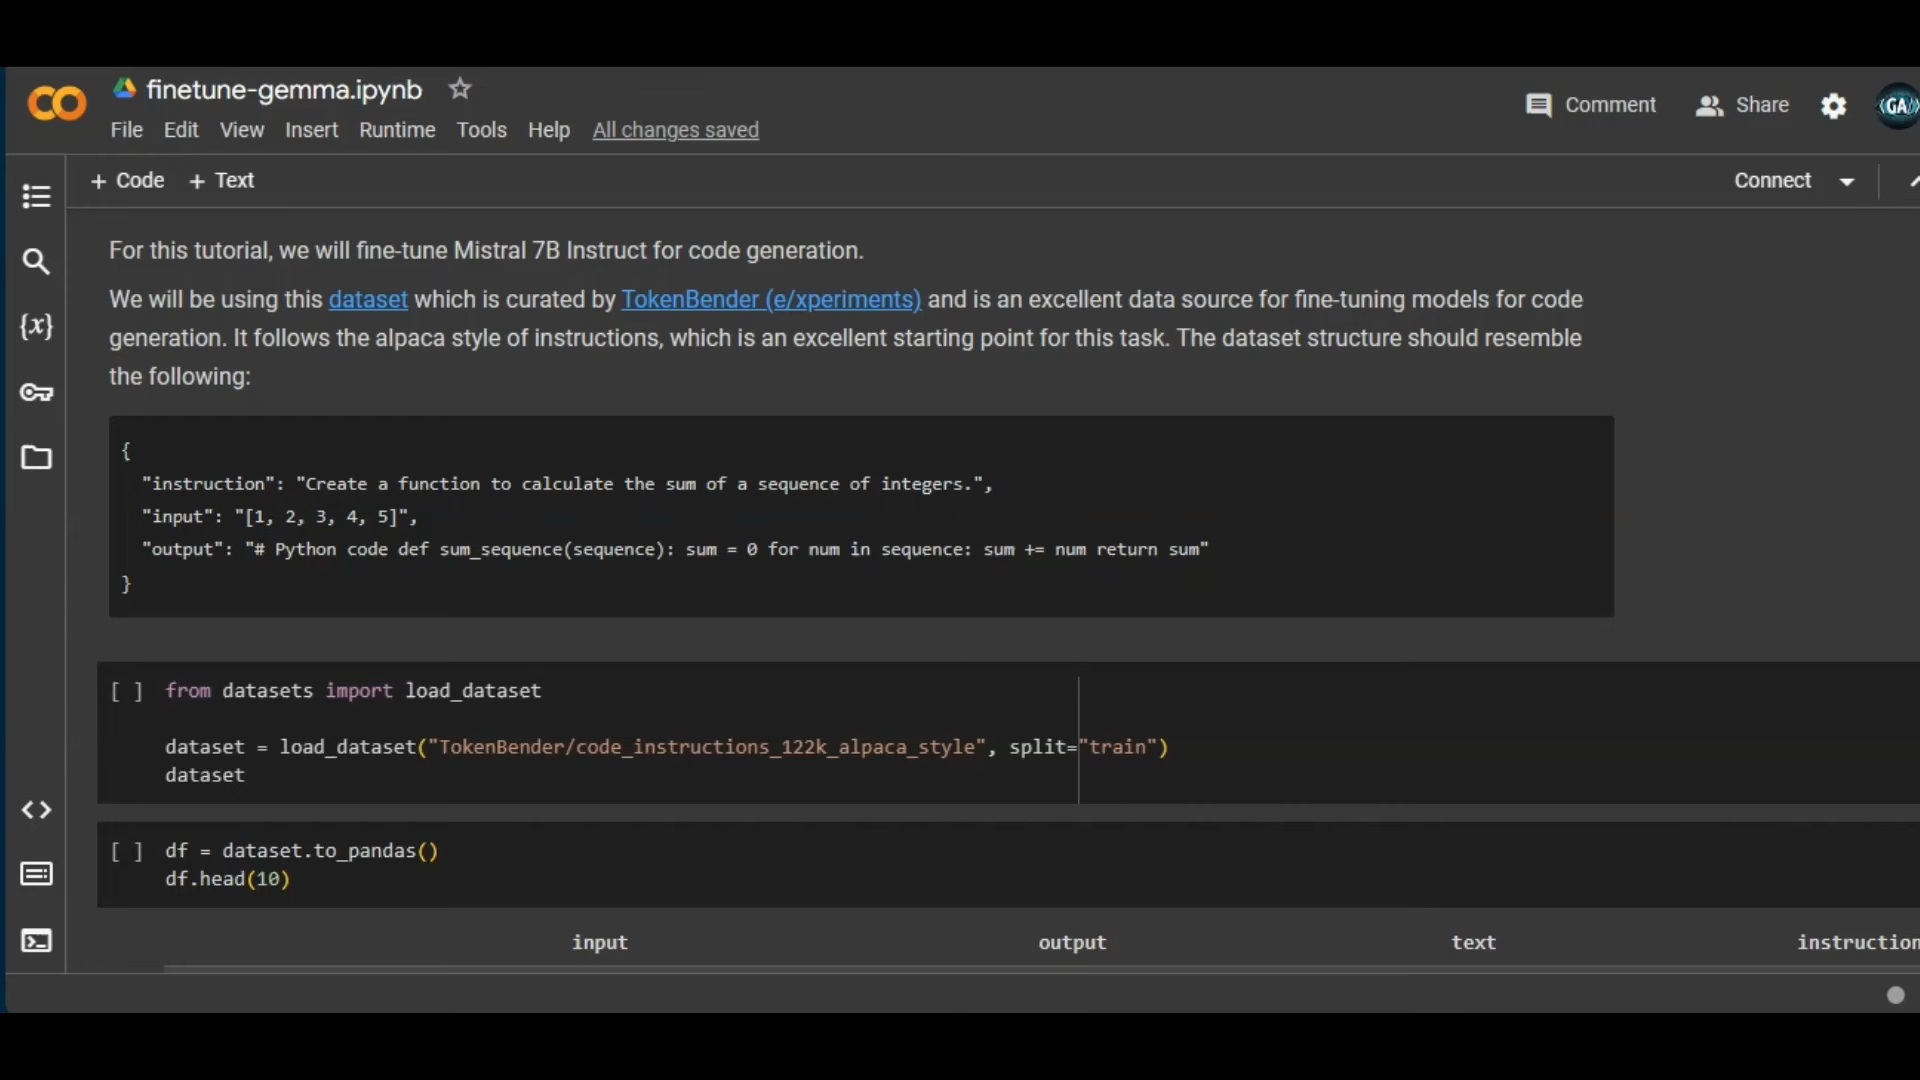 finetune-gemma.ipynb
Comment
Share
GA
File Edit View Insert Runtime Tools Help All changes saved
+ Code + Text
Connect
For this tutorial, we will fine-tune Mistral 7B Instruct for code generation.
We will be using this dataset which is curated by TokenBender (e/xperiments) and is an excellent data source for fine-tuning models for code
generation. It follows the alpaca style of instructions, which is an excellent starting point for this task. The dataset structure should resemble
the following:
{
"instruction": "Create a function to calculate the sum of a sequence of integers.",
"input": "[1, 2, 3, 4, 5]",
"output": "# Python code def sum_sequence(sequence): sum = 0 for num in sequence: sum += num return sum"
}
[ ] from datasets import load_dataset
dataset = load_dataset("TokenBender/code_instructions_122k_alpaca_style", split="train")
dataset
[ ] df = dataset.to_pandas()
df.head(10)
input output text instruction